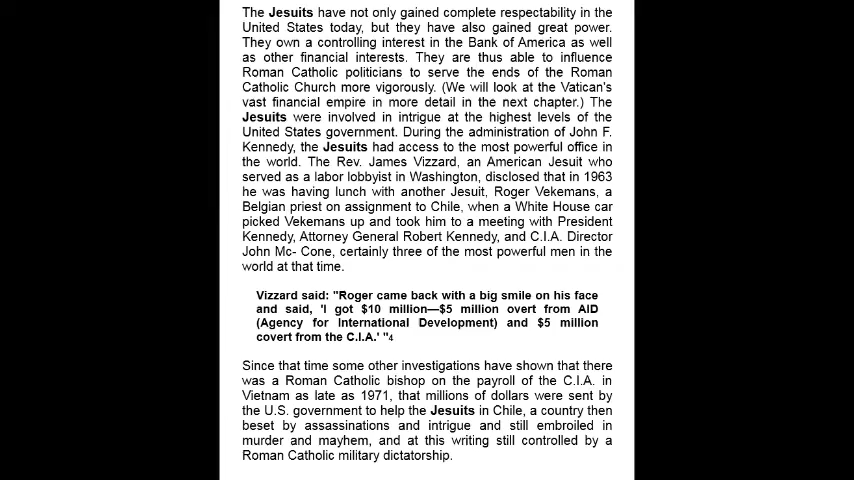 The Jesuits have not only gained complete respectability in the
United States today, but they have also gained great power.
They own a controlling interest in the Bank of America as well
as other financial interests. They are thus able to influence
Roman Catholic politicians to serve the ends of the Roman
Catholic Church more vigorously. (We will look at the Vatican's
vast financial empire in more detail in the next chapter.) The
Jesuits were involved in intrigue at the highest levels of the
United States government. During the administration of John F.
Kennedy, the Jesuits had access to the most powerful office in
the world. The Rev. James Vizzard, an American Jesuit who
served as a labor lobbyist in Washington, disclosed that in 1963
he was having lunch with another Jesuit, Roger Vekemans, a
Belgian priest on assignment to Chile, when a White House car
picked Vekemans up and took him to a meeting with President
Kennedy, Attorney General Robert Kennedy, and C.I.A. Director
John Mc- Cone, certainly three of the most powerful men in the
world at that time.
Vizzard said: "Roger came back with a big smile on his face
and said, 'I got $10 million—$5 million overt from AID
(Agency for International Development) and $5 million
covert from the C.I.A.' "4
Since that time some other investigations have shown that there
was a Roman Catholic bishop on the payroll of the C.I.A. in
Vietnam as late as 1971, that millions of dollars were sent by
the U.S. government to help the Jesuits in Chile, a country then
beset by assassinations and intrigue and still embroiled in
murder and mayhem, and at this writing still controlled by a
Roman Catholic military dictatorship.